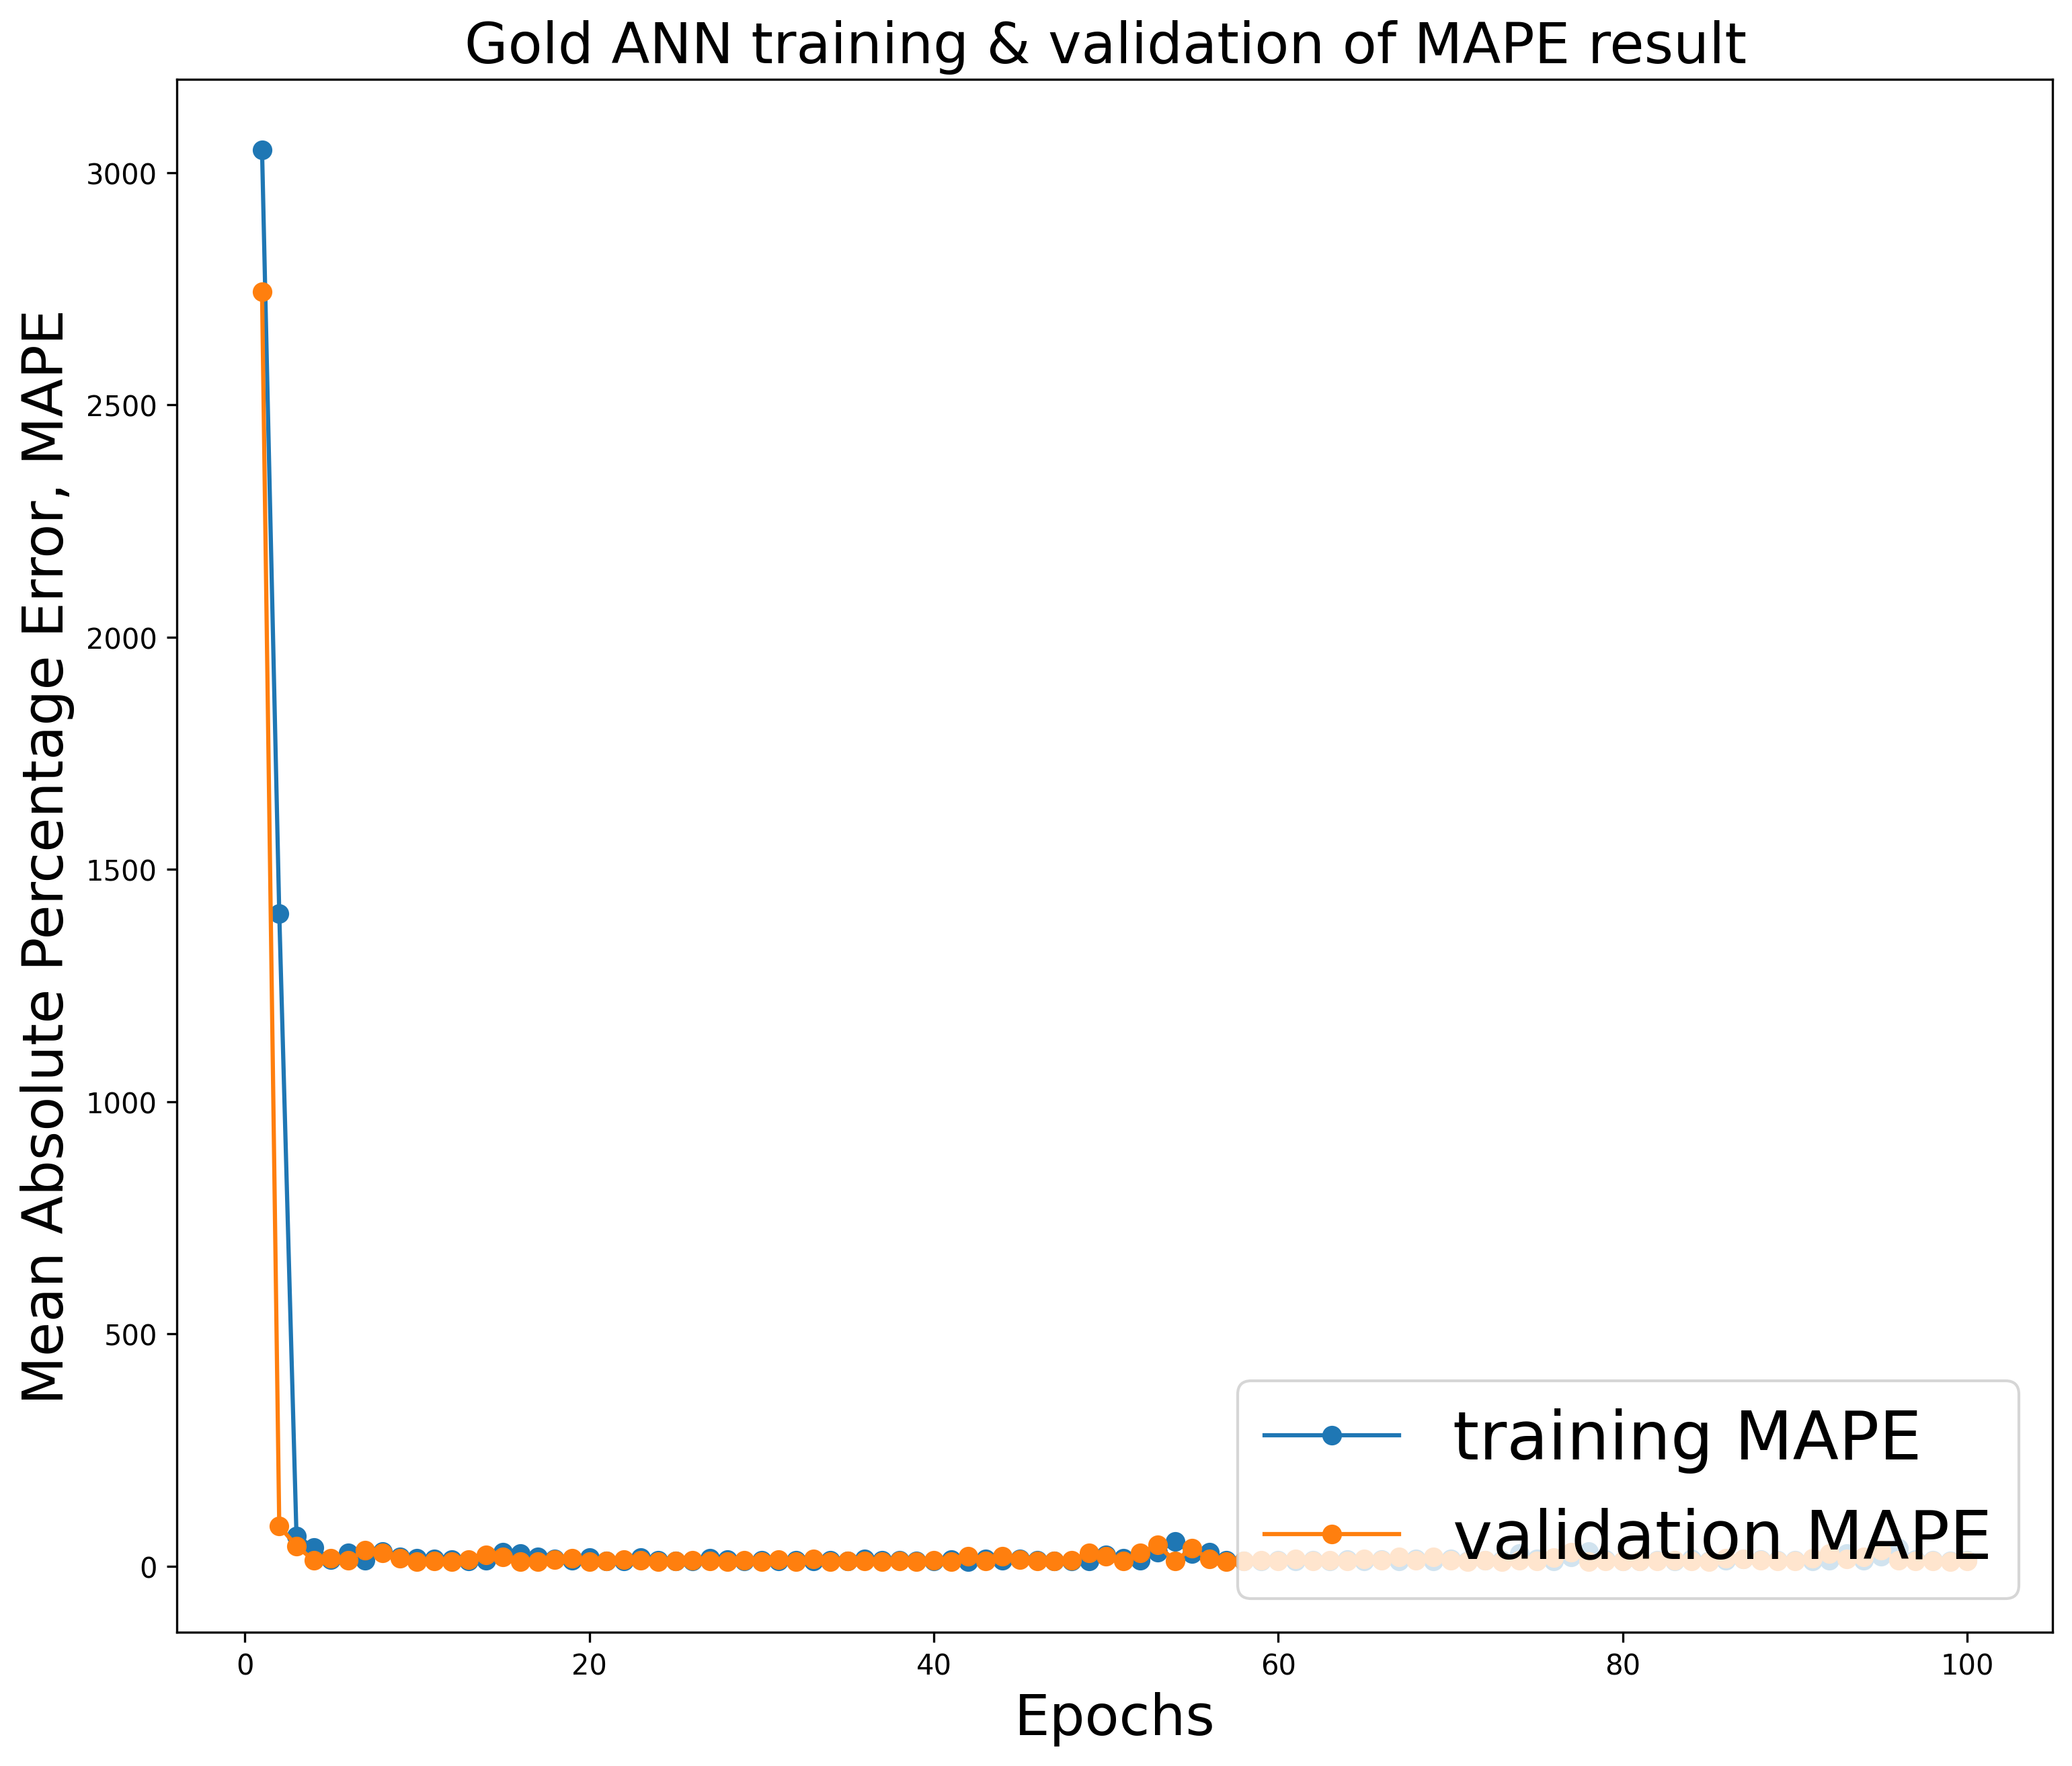 Gold ANN training & validation of MAPE result
Mean Absolute Percentage Error, MAPE
3000
2500
2000
1500
1000
500
0
training MAPE
validation MAPE
0 20 40 60 80 100
Epochs